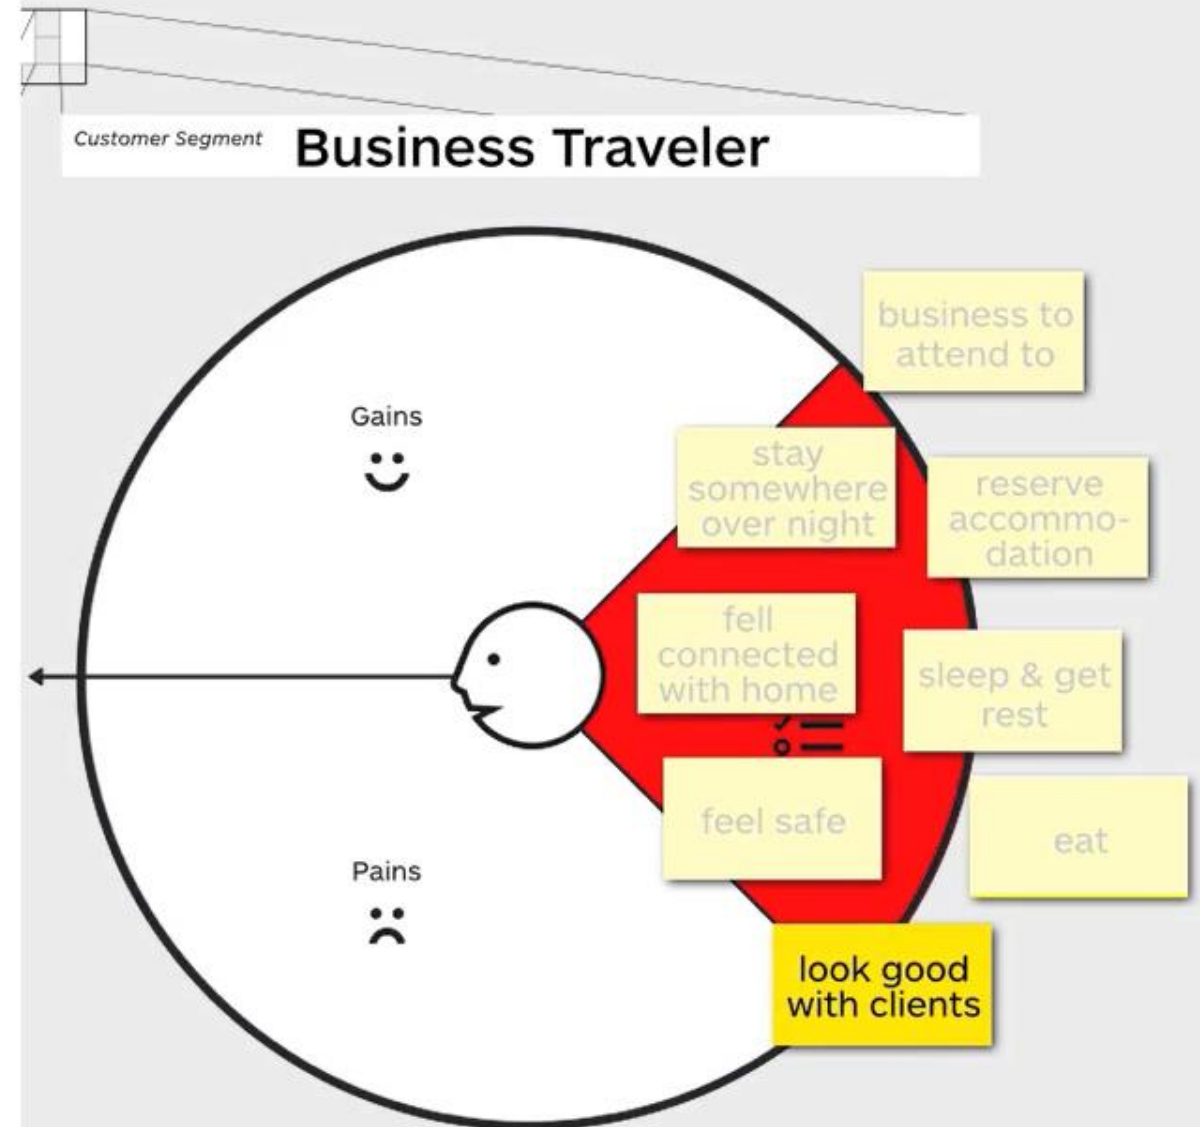 Customer Segment Business Traveler
business to
attend to
Gains
stay
somewhere
over night
reserve
accommo-
dation
fell
connected
with home
sleep & get
rest
feel safe
eat
Pains
look good
with clients